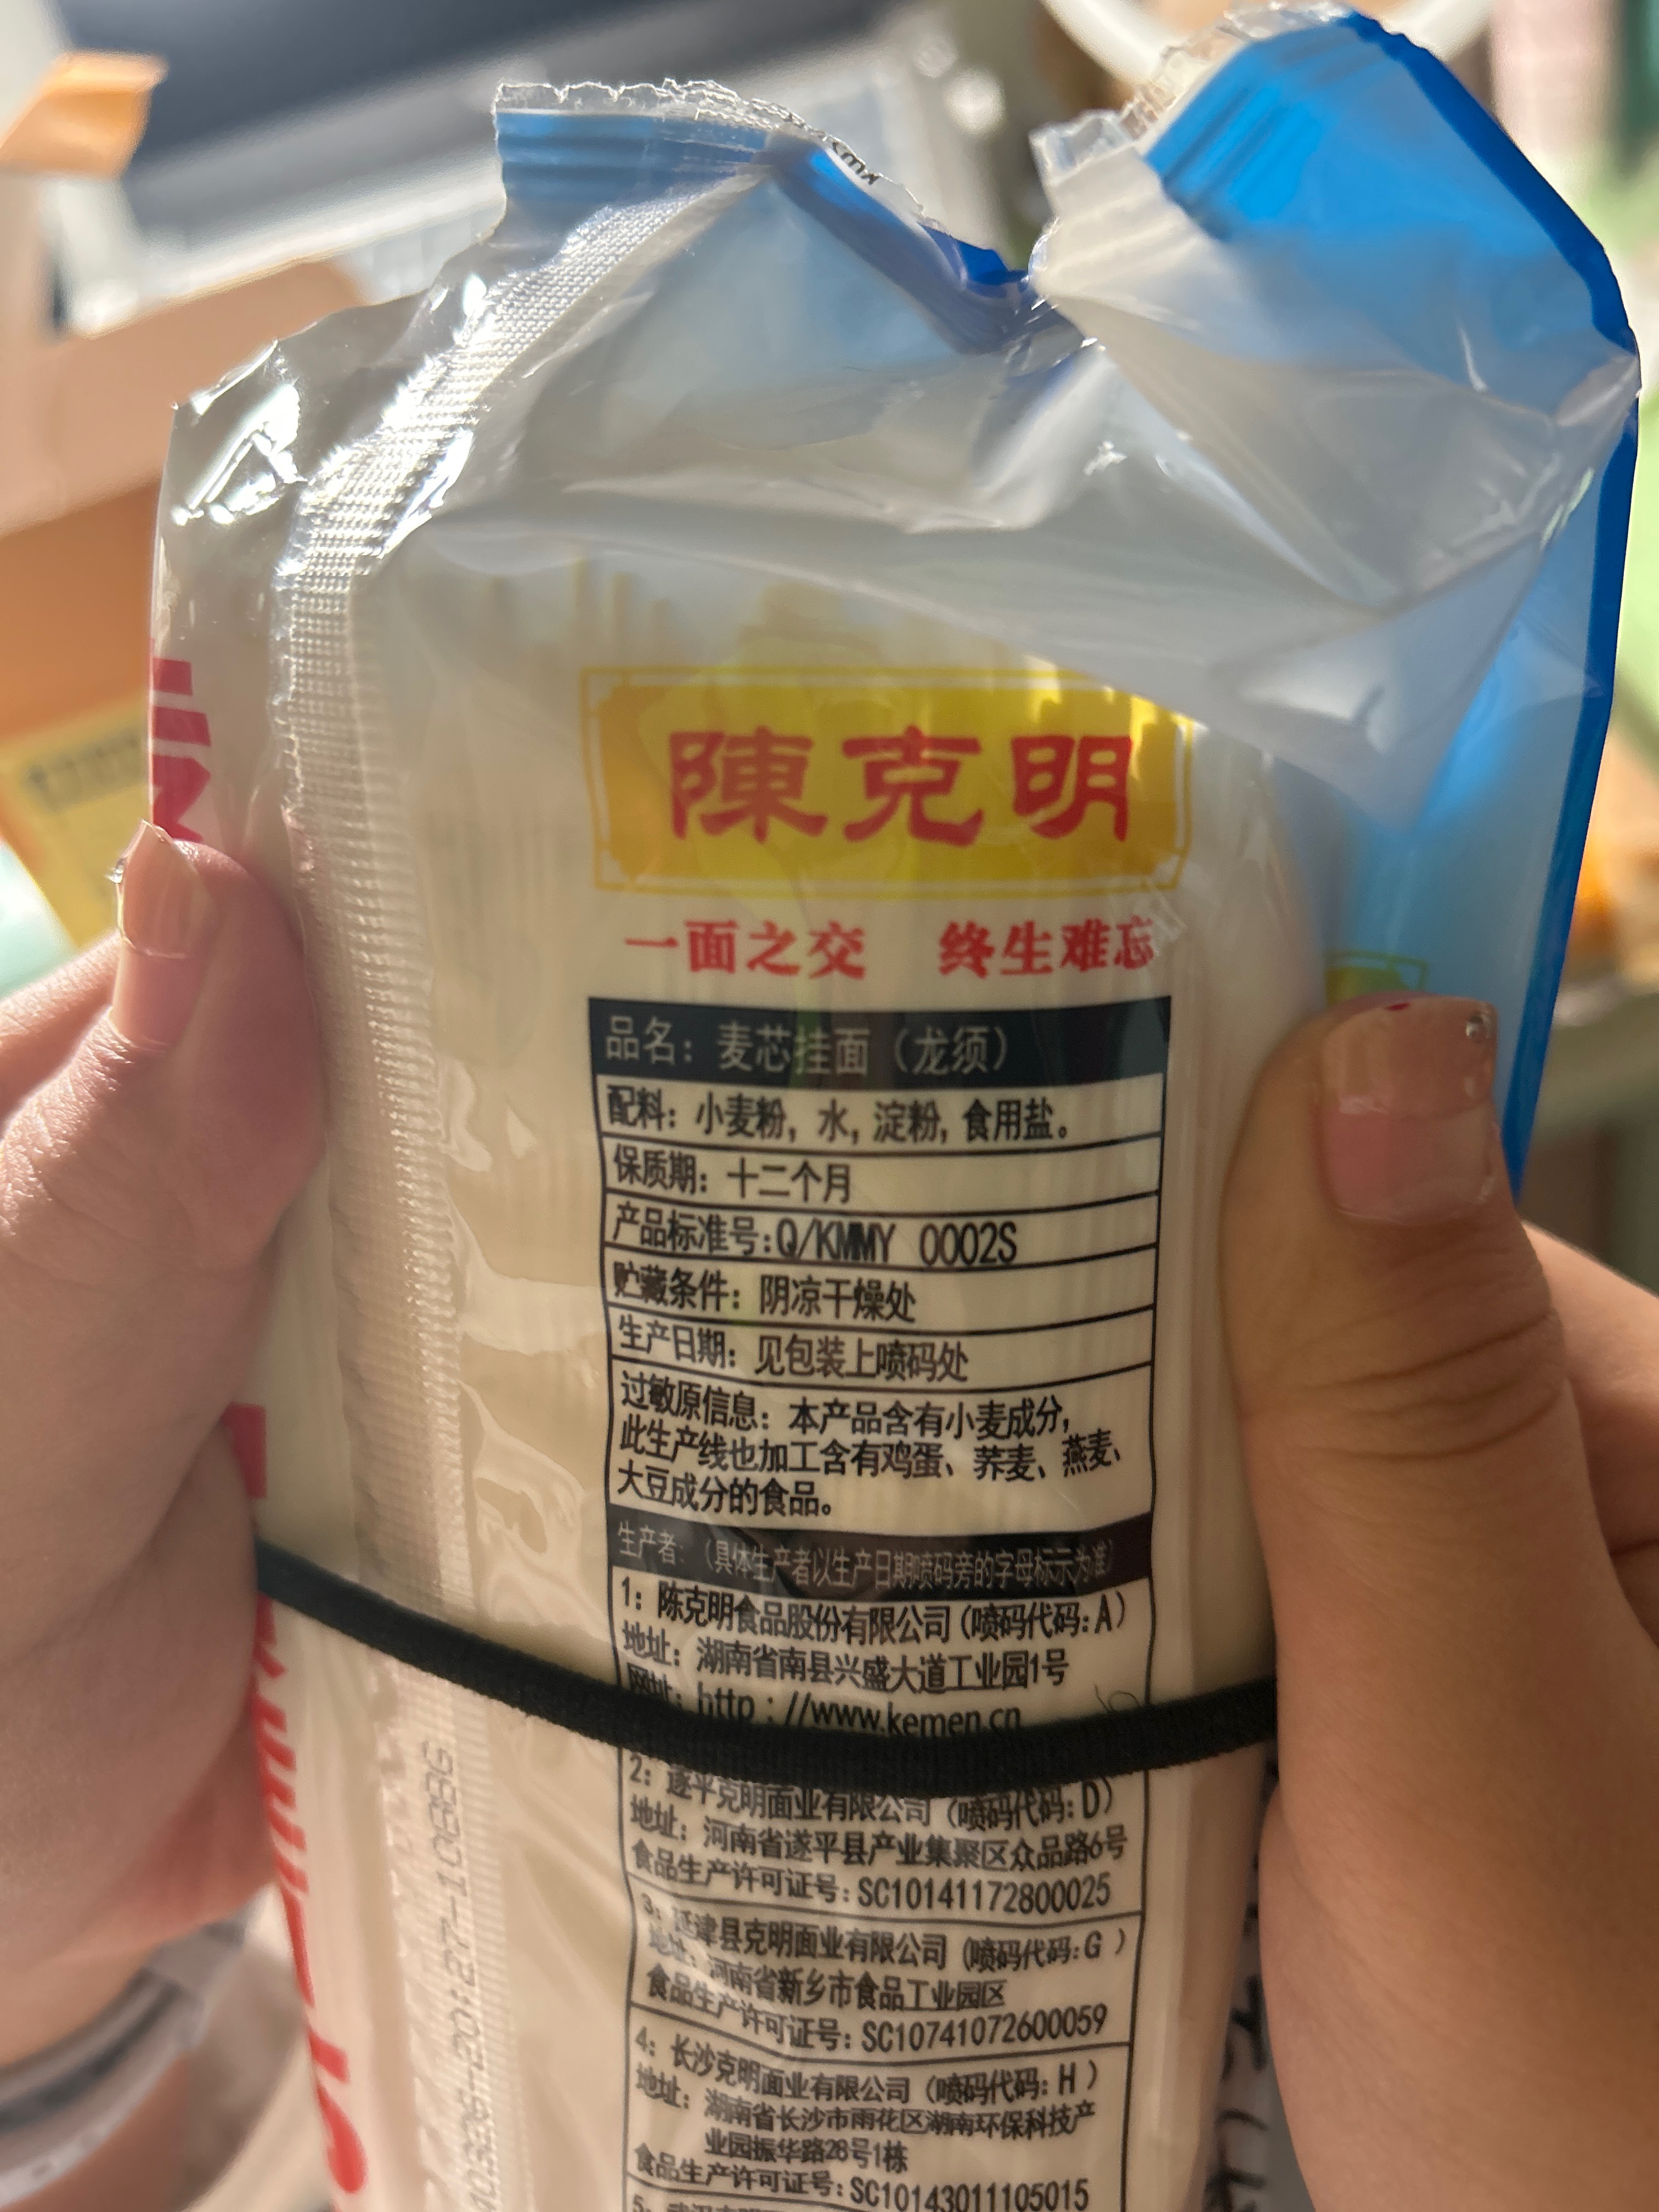 陳克明
一面之交 终生难忘
品名：麦芯挂面（龙须）
配料：小麦粉，水，淀粉，食用盐。
保质期：十二个月
产品标准号：Q/KMMY 0002S
贮藏条件：阴凉干燥处
生产日期：见包装上喷码处
过敏原信息：本产品含有小麦成分，
此生产线也加工含有鸡蛋、荞麦、燕麦、
大豆成分的食品。
生产者：（具体生产者以生产日期喷码旁的字母标示为准）
1：陈克明食品股份有限公司（喷码代码：A）
地址：湖南省南县兴盛大道工业园1号
网址：http://www.kemen.cn
2：遂平克明面业有限公司（喷码代码：D）
地址：河南省遂平县产业集聚区众品路6号
食品生产许可证号：SC10141172800025
3：延津县克明面业有限公司（喷码代码：G）
地址：河南省新乡市食品工业园区
食品生产许可证号：SC10741072600059
4：长沙克明面业有限公司（喷码代码：H）
地址：湖南省长沙市雨花区湖南环保科技产
业园振华路28号1栋
食品生产许可证号：SC10143011105015